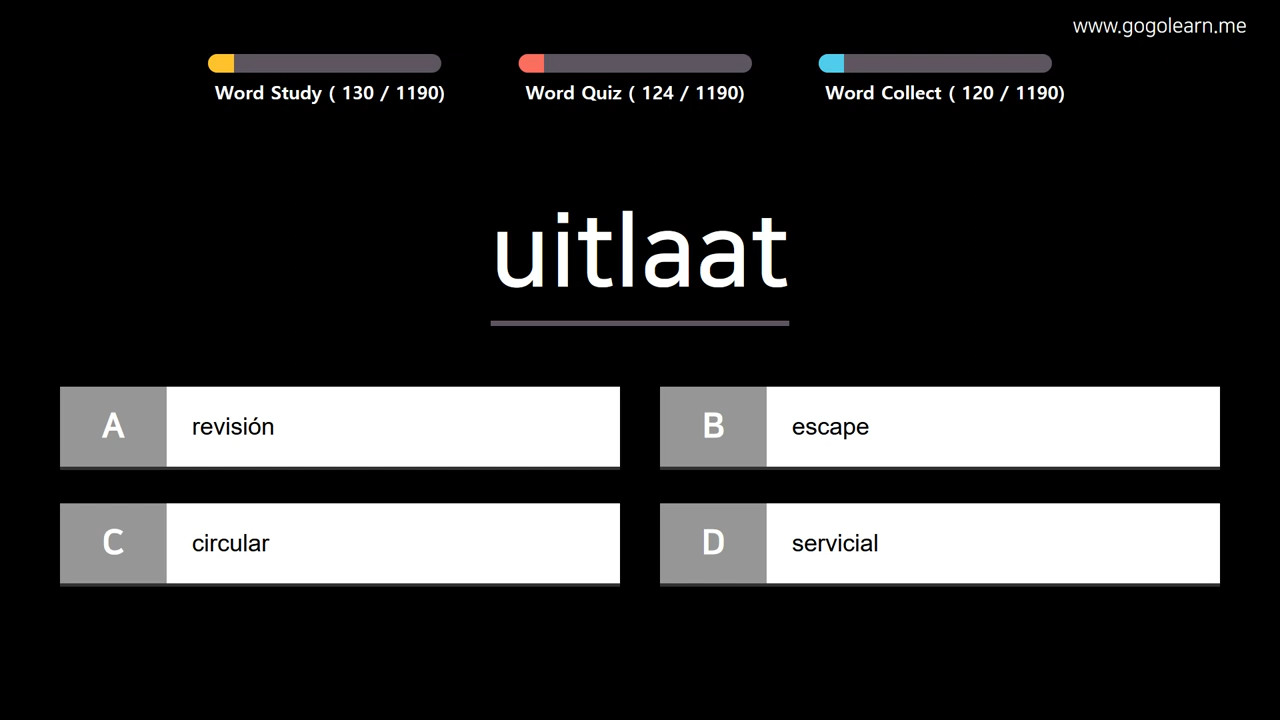 www.gogolearn.me
Word Study ( 130 / 1190)
Word Quiz ( 124 / 1190)
Word Collect ( 120 / 1190)
uitlaat
A revisión
B escape
C circular
D servicial